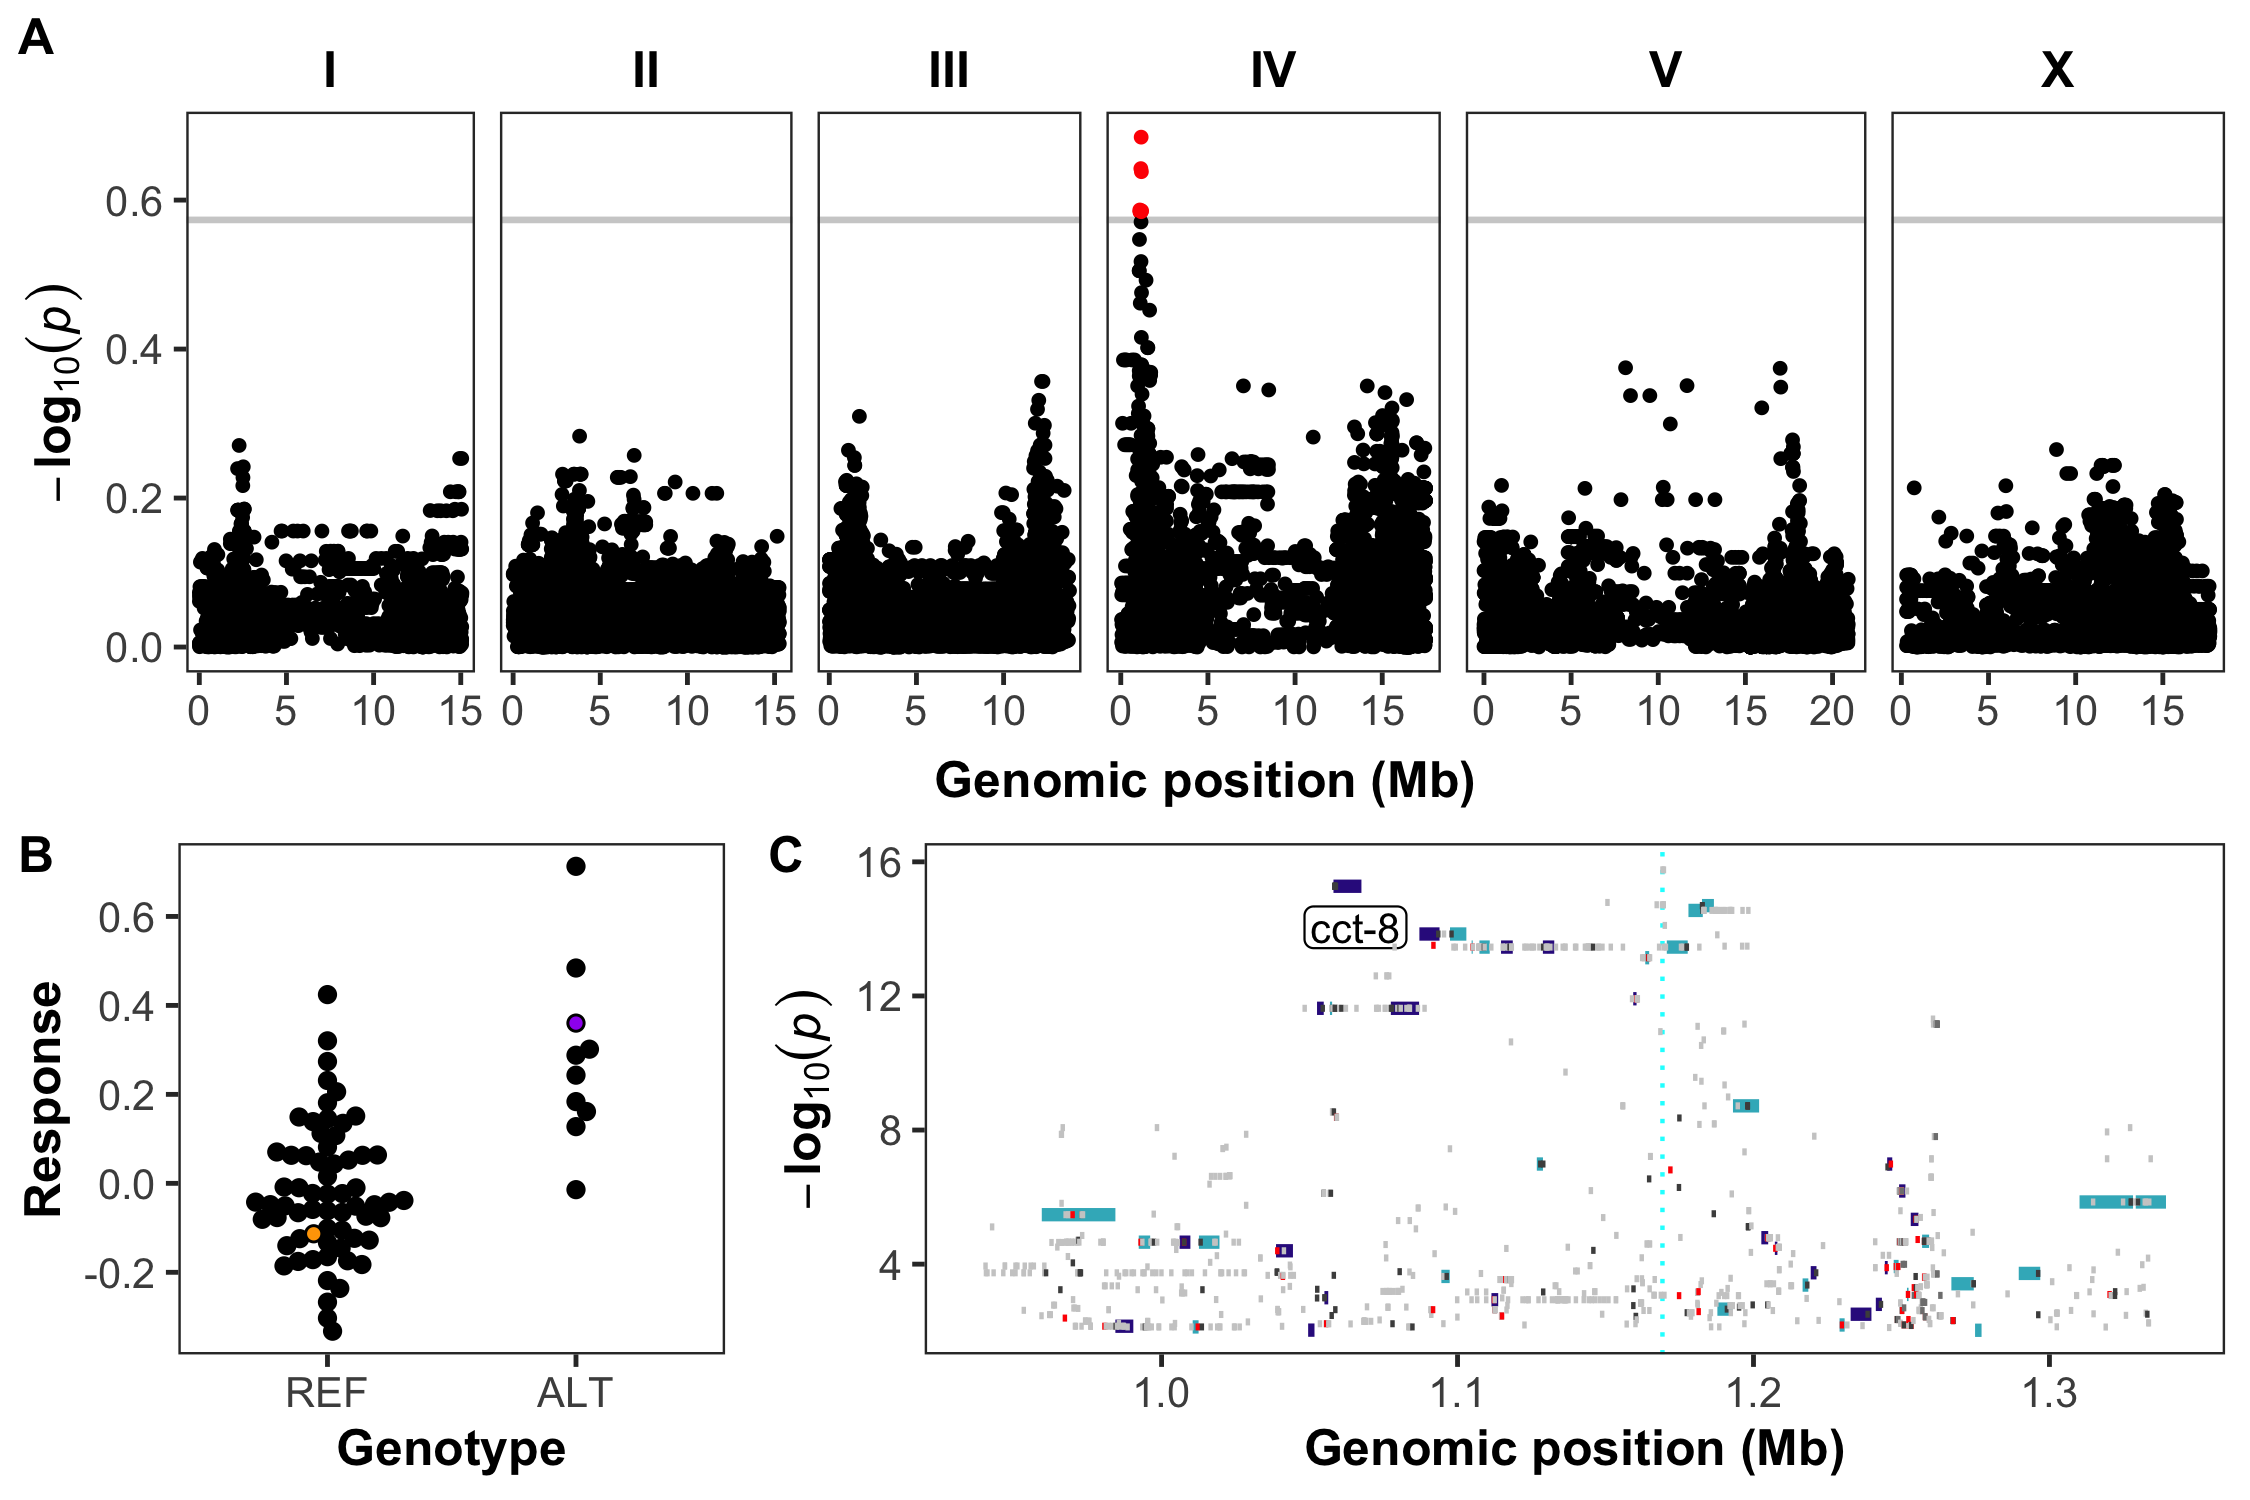 A
I II III IV V X
0.6
0.4
0.2
0.0
− log10(p)
0 5 10 15 0 5 10 15 0 5 10 0 5 10 15 0 5 10 15 20 0 5 10 15
Genomic position (Mb)
B
0.6
0.4
0.2
0.0
-0.2
Response
REF ALT
Genotype
C
16
12
8
4
− log10(p)
cct-8
1.0 1.1 1.2 1.3
Genomic position (Mb)